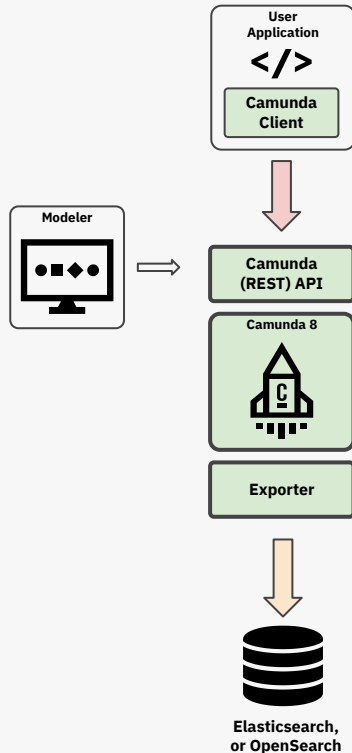 User
Application
</>
Camunda
Client
Modeler
Camunda
(REST) API
Camunda 8
C
Exporter
Elasticsearch,
or OpenSearch